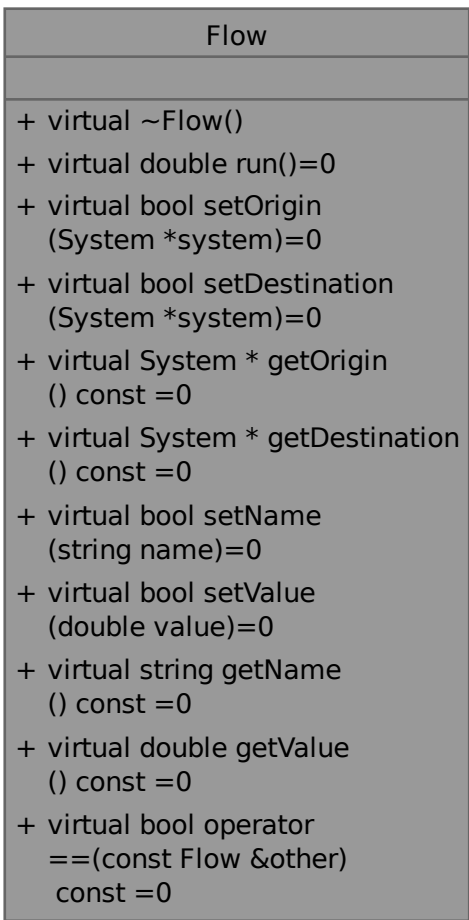 Flow
+ virtual ~Flow()
+ virtual double run()=0
+ virtual bool setOrigin
(System *system)=0
+ virtual bool setDestination
(System *system)=0
+ virtual System * getOrigin
() const =0
+ virtual System * getDestination
() const =0
+ virtual bool setName
(string name)=0
+ virtual bool setValue
(double value)=0
+ virtual string getName
() const =0
+ virtual double getValue
() const =0
+ virtual bool operator
==(const Flow &other)
const =0